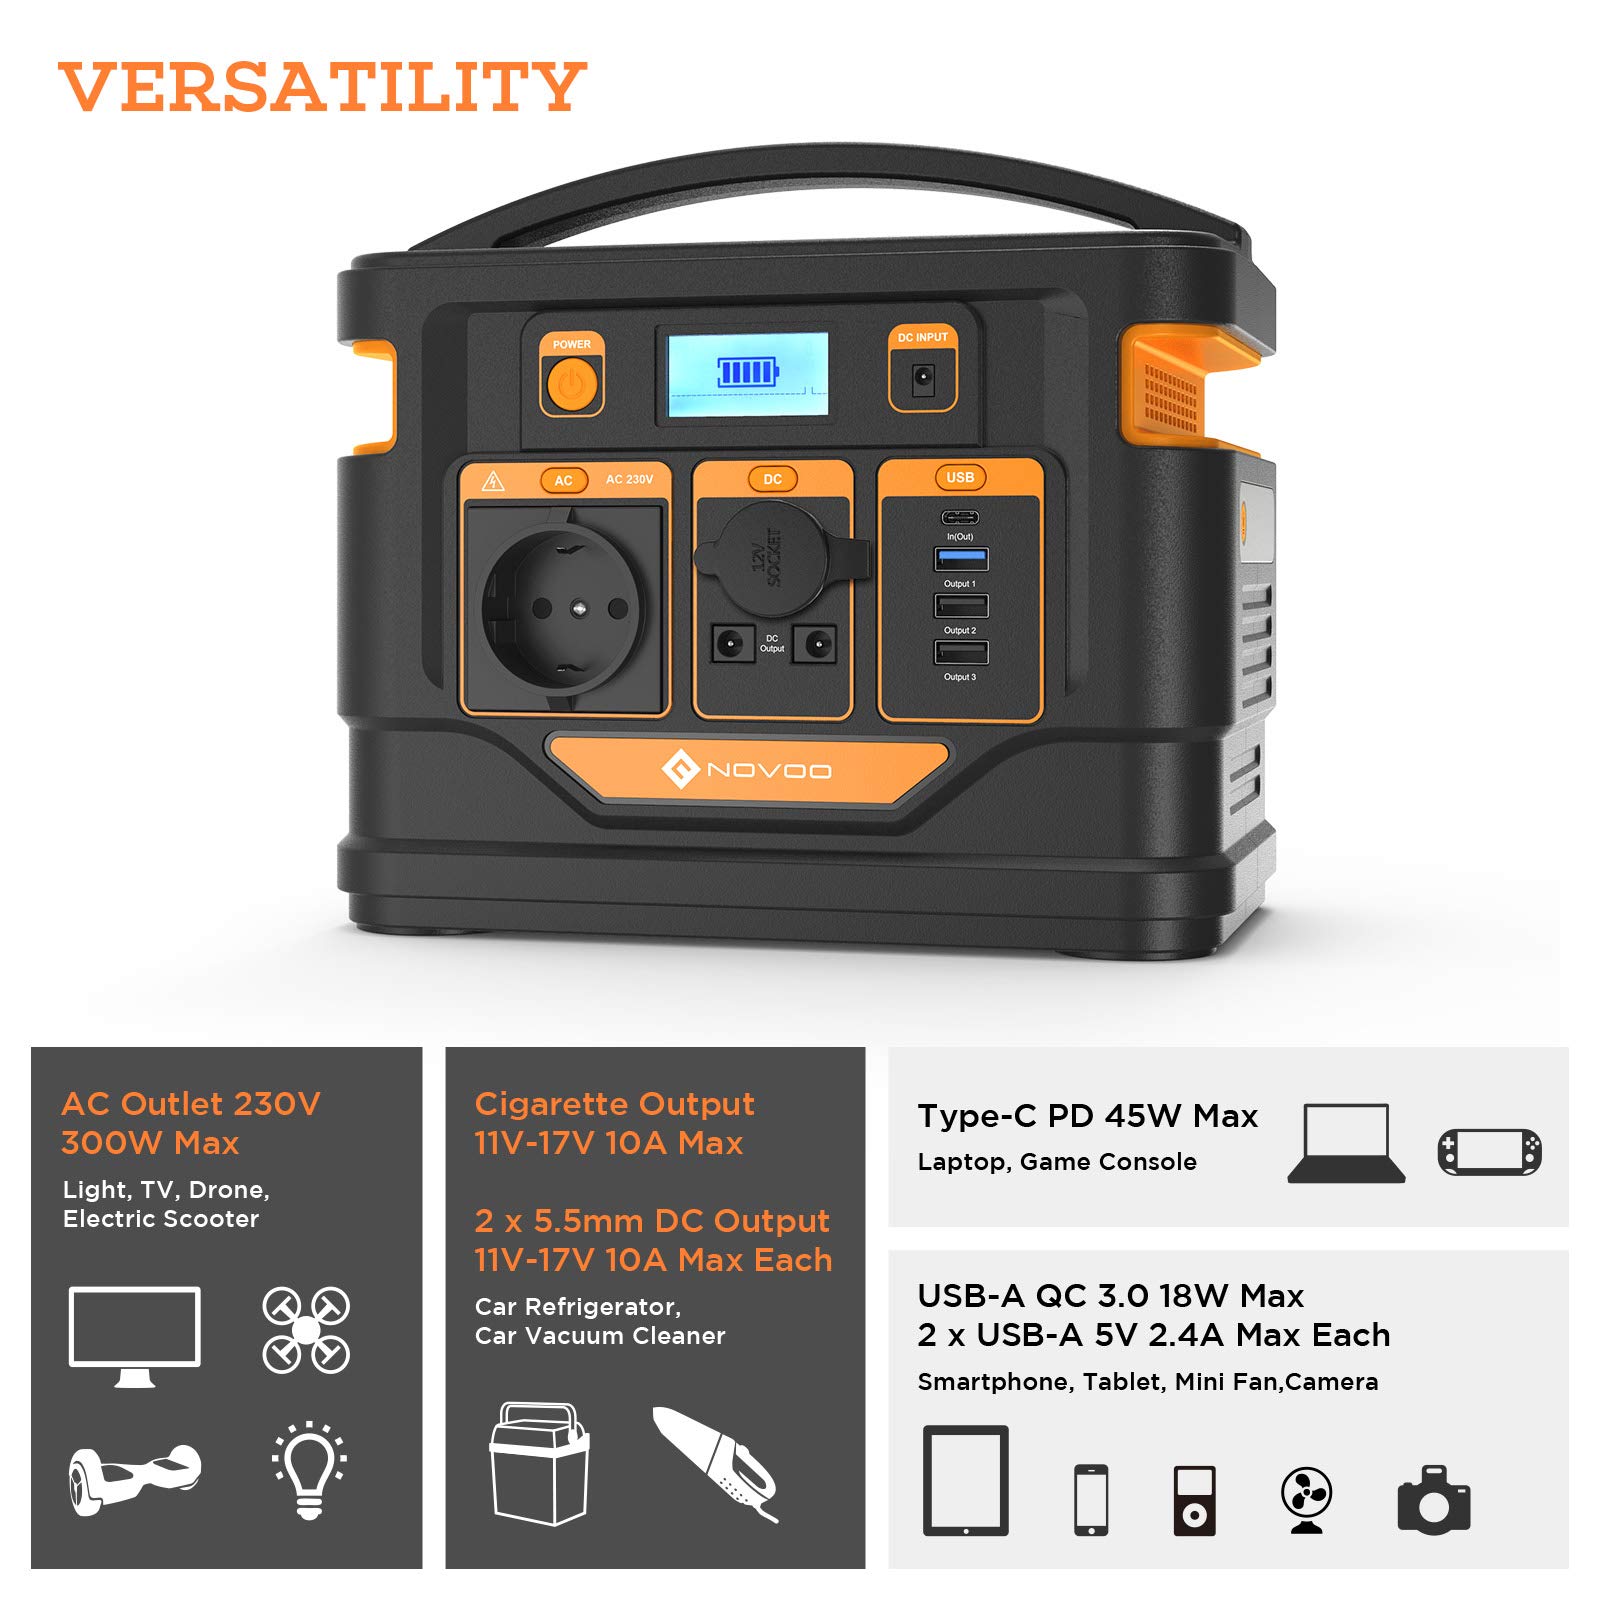 VERSATILITY
POWER
DC INPUT
AC
AC 230V
DC
USB
12V
SOCKET
In(Out)
Output 1
DC
Output
Output 2
Output 3
NOVOO
AC Outlet 230V
300W Max
Light, TV, Drone,
Electric Scooter
Cigarette Output
11V-17V 10A Max
2 x 5.5mm DC Output
11V-17V 10A Max Each
Car Refrigerator,
Car Vacuum Cleaner
Type-C PD 45W Max
Laptop, Game Console
USB-A QC 3.0 18W Max
2 x USB-A 5V 2.4A Max Each
Smartphone, Tablet, Mini Fan,Camera